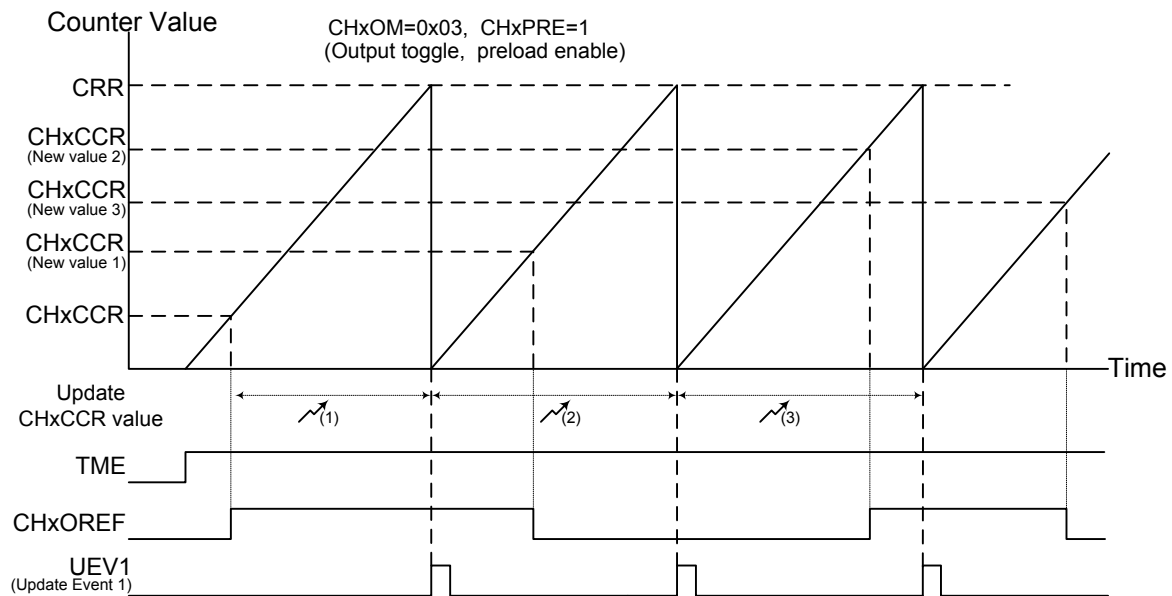 Counter Value
CHxOM=0x03, CHxPRE=1
(Output toggle, preload enable)
CRR
CHxCCR
(New value 2)
CHxCCR
(New value 3)
CHxCCR
(New value 1)
CHxCCR
Time
Update
CHxCCR value
(1)
(2)
(3)
TME
CHxOREF
UEV1
(Update Event 1)